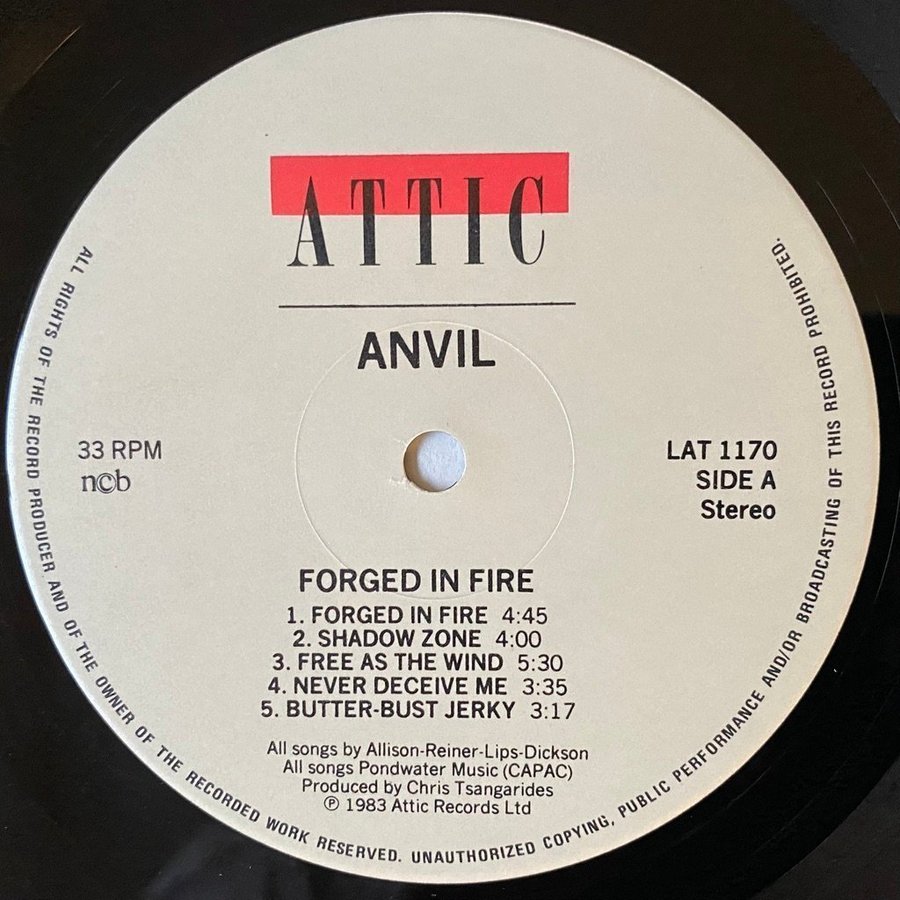 ATTIC
ANVIL
33 RPM
n©b
LAT 1170
SIDE A
Stereo
FORGED IN FIRE
1. FORGED IN FIRE 4:45
2. SHADOW ZONE 4:00
3. FREE AS THE WIND 5:30
4. NEVER DECEIVE ME 3:35
5. BUTTER-BUST JERKY 3:17
All songs by Allison-Reiner-Lips-Dickson
All songs Pondwater Music (CAPAC)
Produced by Chris Tsangarides
℗ 1983 Attic Records Ltd
ALL RIGHTS OF THE RECORD PRODUCER AND OF THE OWNER OF THE RECORDED WORK RESERVED. UNAUTHORIZED COPYING, PUBLIC PERFORMANCE AND/OR BROADCASTING OF THIS RECORD PROHIBITED.